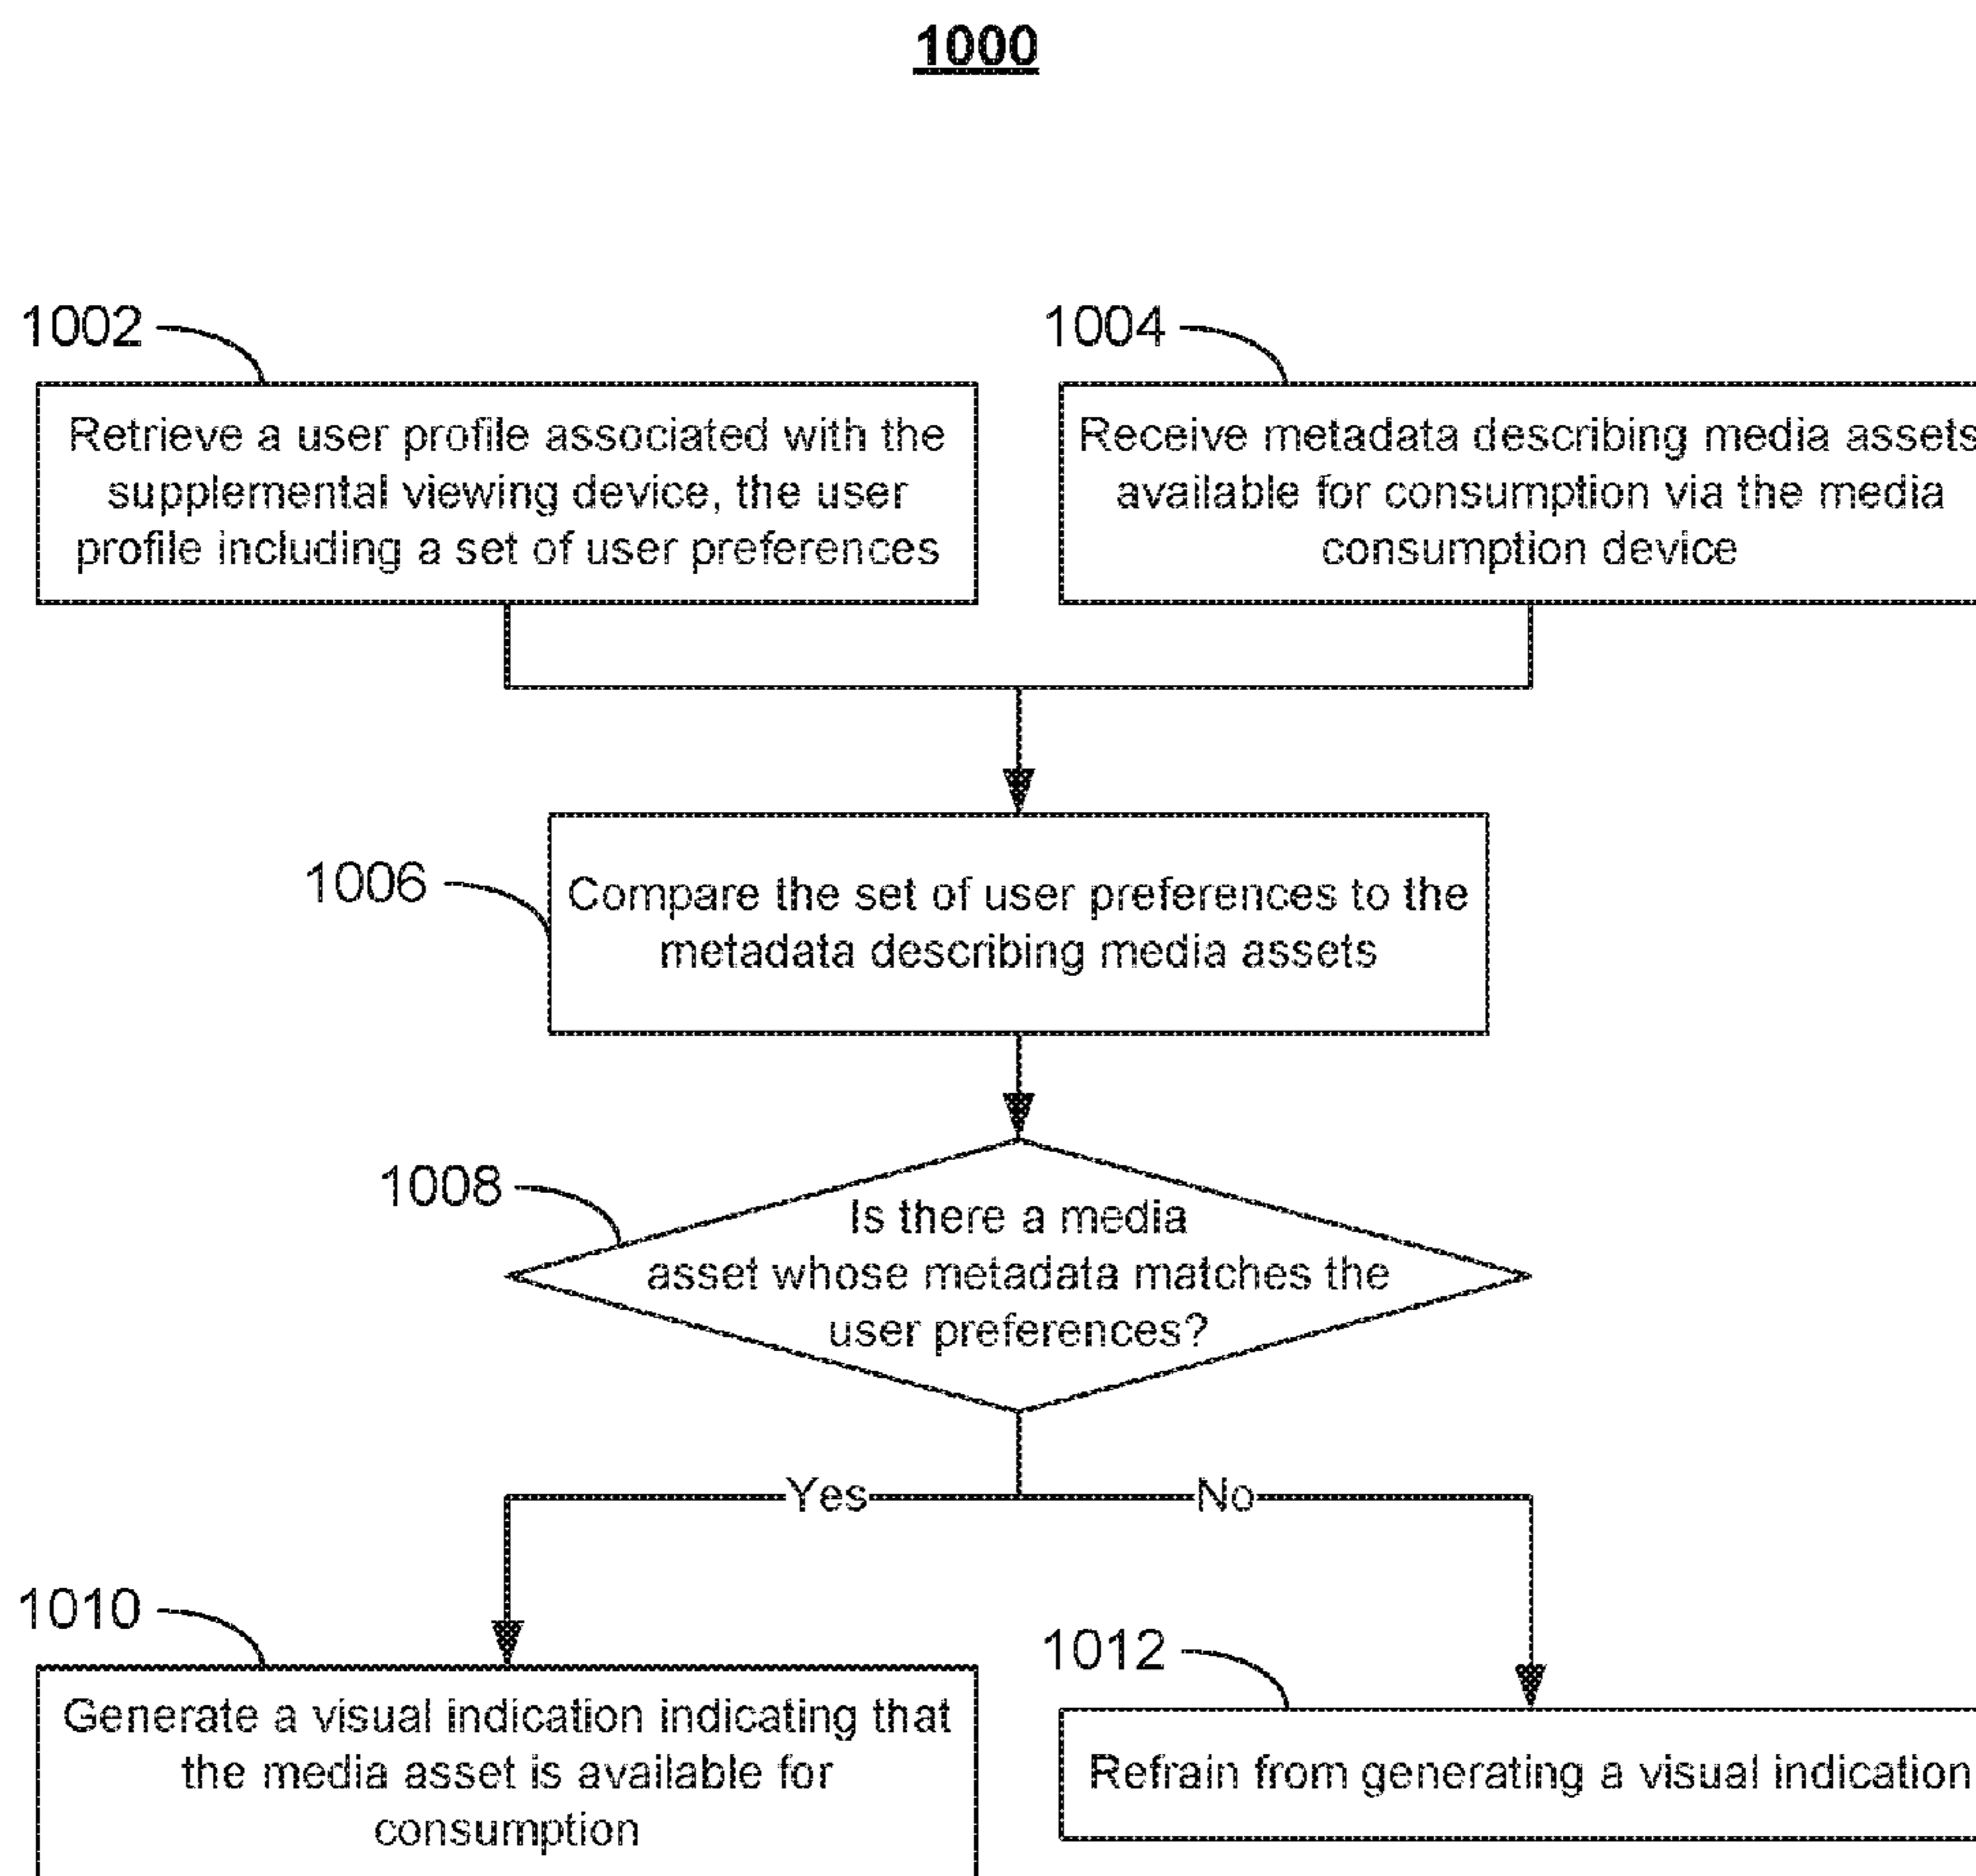 1000
1002
Retrieve a user profile associated with the
supplemental viewing device, the user
profile including a set of user preferences
1004
Receive metadata describing media assets
available for consumption via the media
consumption device
1006
Compare the set of user preferences to the
metadata describing media assets
1008
Is there a media
asset whose metadata matches the
user preferences?
Yes
No
1010
Generate a visual indication indicating that
the media asset is available for
consumption
1012
Refrain from generating a visual indication